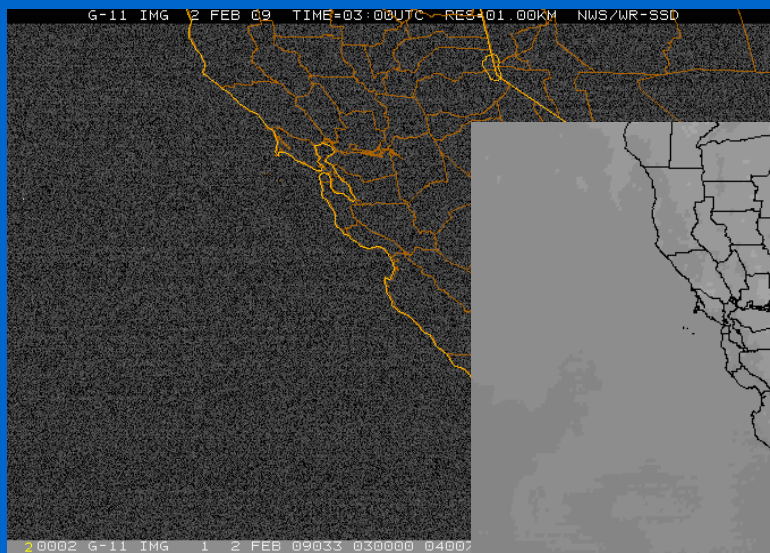 G-11 IMG 2 FEB 09 TIME=03:00UTC RES=01.00KM NWS/WR-SSD
2 0002 G-11 IMG 1 2 FEB 09033 030000 04007